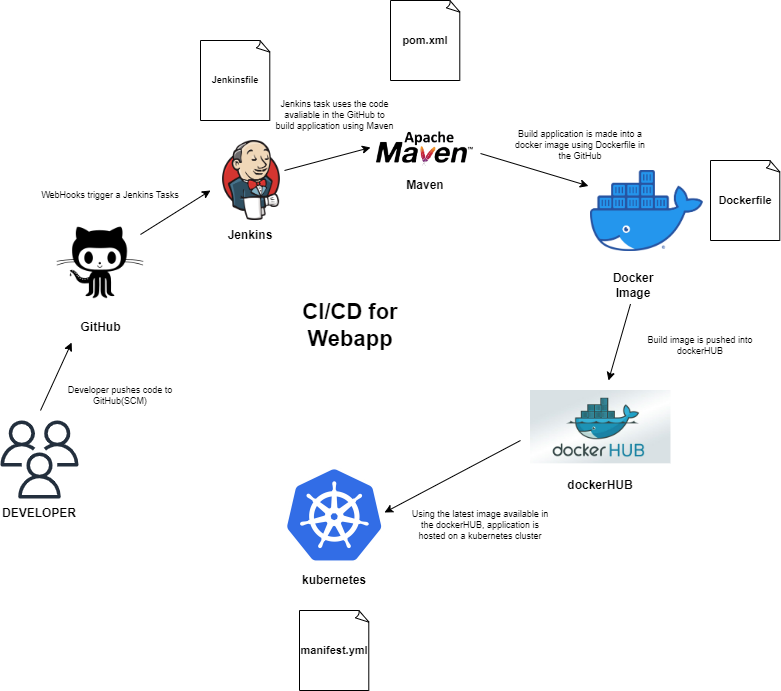 pom.xml
Jenkinsfile
Jenkins task uses the code
avaliable in the GitHub to
build application using Maven
Apache
Maven™
Maven
Build application is made into a
docker image using Dockerfile in
the GitHub
Dockerfile
WebHooks trigger a Jenkins Tasks
Jenkins
GitHub
Docker
Image
CI/CD for
Webapp
Build image is pushed into
dockerHUB
Developer pushes code to
GitHub(SCM)
docker HUB
dockerHUB
DEVELOPER
Using the latest image available in
the dockerHUB, application is
hosted on a kubernetes cluster
kubernetes
manifest.yml